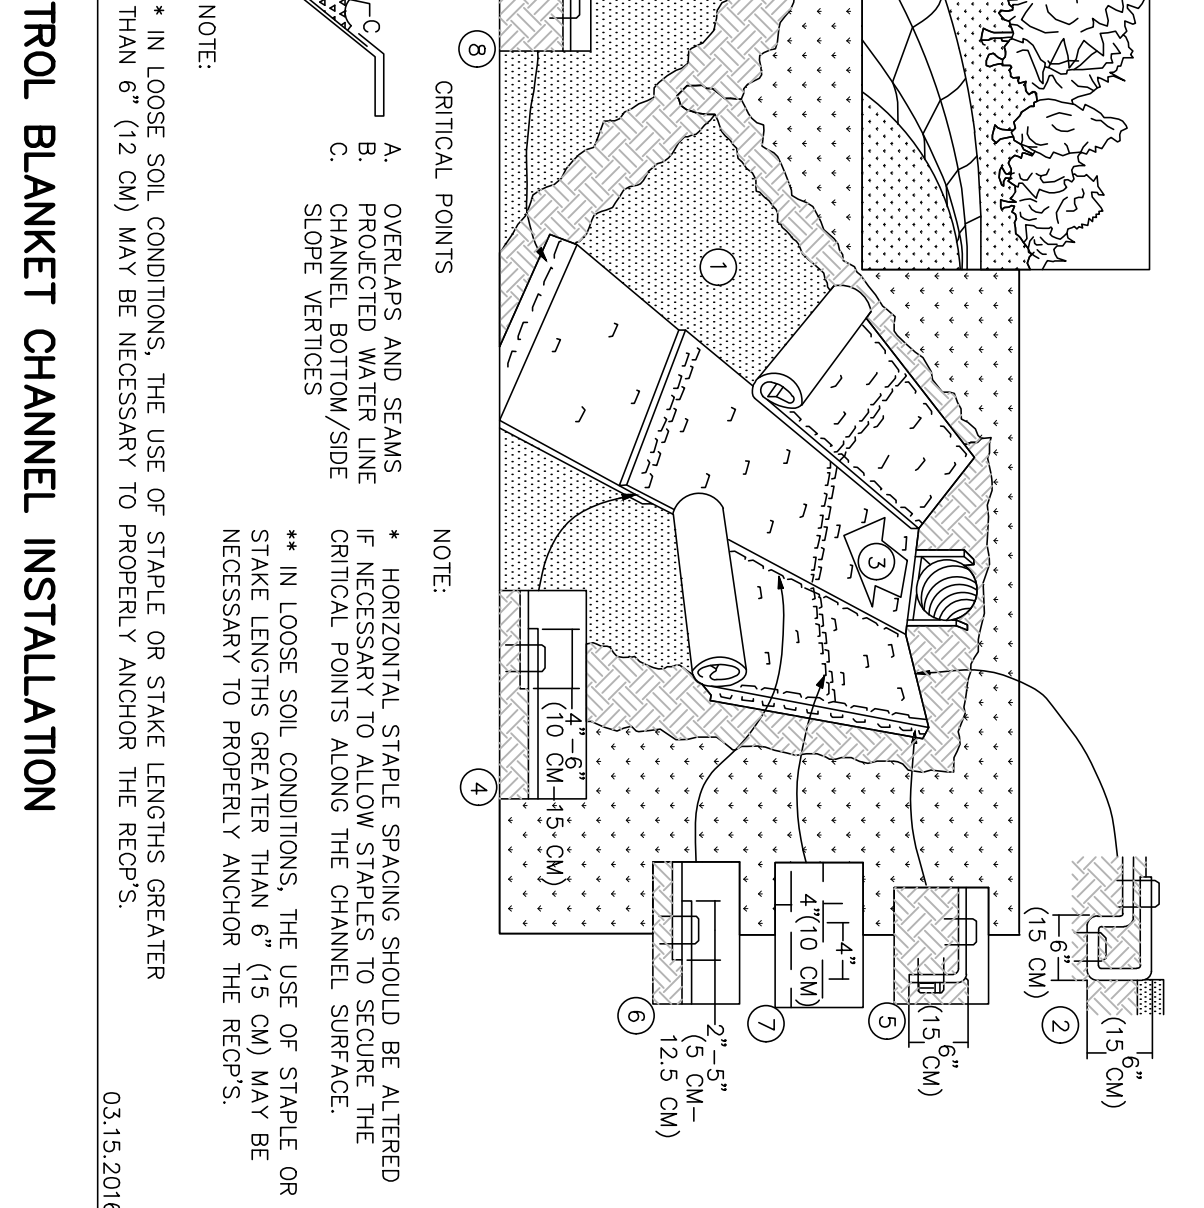 2
6"
(15 CM)
6"
(15 CM)
5
6"
(15 CM)
7
4"
4"(10 CM)
6
2"–5"
(5 CM–
12.5 CM)
1
3
4
4"–6"
(10 CM–15 CM)
8
CRITICAL POINTS
A. OVERLAPS AND SEAMS
B. PROJECTED WATER LINE
C. CHANNEL BOTTOM/SIDE
SLOPE VERTICES
C
NOTE:
* HORIZONTAL STAPLE SPACING SHOULD BE ALTERED
IF NECESSARY TO ALLOW STAPLES TO SECURE THE
CRITICAL POINTS ALONG THE CHANNEL SURFACE.
** IN LOOSE SOIL CONDITIONS, THE USE OF STAPLE OR
STAKE LENGTHS GREATER THAN 6" (15 CM) MAY BE
NECESSARY TO PROPERLY ANCHOR THE RECP'S.
NOTE:
* IN LOOSE SOIL CONDITIONS, THE USE OF STAPLE OR STAKE LENGTHS GREATER
THAN 6" (12 CM) MAY BE NECESSARY TO PROPERLY ANCHOR THE RECP'S.
03.15.2016
TROL BLANKET CHANNEL INSTALLATION